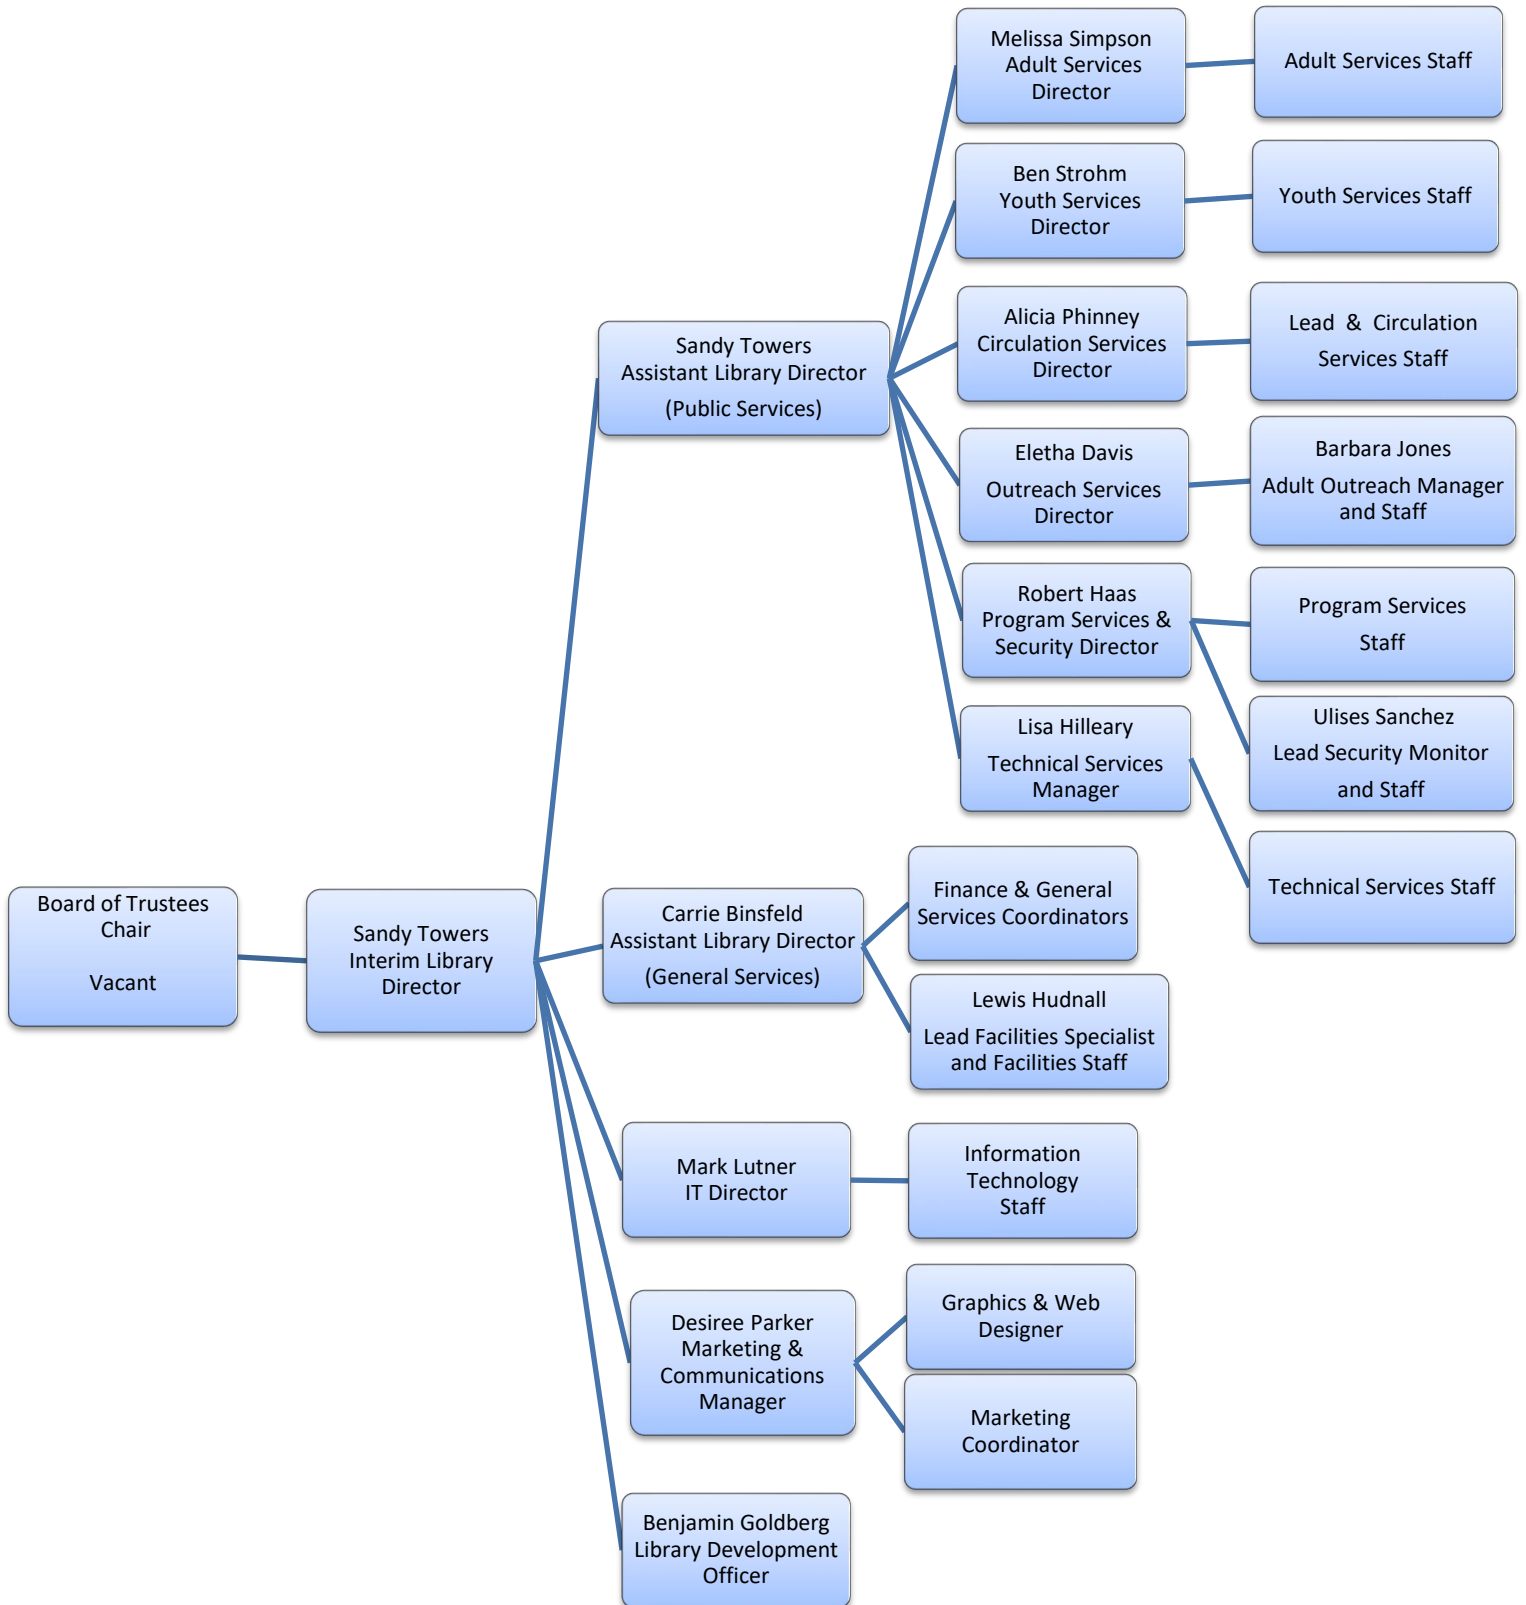 Melissa Simpson
Adult Services
Director
Adult Services Staff
Ben Strohm
Youth Services
Director
Youth Services Staff
Alicia Phinney
Circulation Services
Director
Lead & Circulation
Services Staff
Sandy Towers
Assistant Library Director
(Public Services)
Eletha Davis
Outreach Services
Director
Barbara Jones
Adult Outreach Manager
and Staff
Robert Haas
Program Services &
Security Director
Program Services
Staff
Ulises Sanchez
Lead Security Monitor
and Staff
Lisa Hilleary
Technical Services
Manager
Technical Services Staff
Board of Trustees
Chair
Vacant
Sandy Towers
Interim Library
Director
Carrie Binsfeld
Assistant Library Director
(General Services)
Finance & General
Services Coordinators
Lewis Hudnall
Lead Facilities Specialist
and Facilities Staff
Mark Lutner
IT Director
Information
Technology
Staff
Desiree Parker
Marketing &
Communications
Manager
Graphics & Web
Designer
Marketing
Coordinator
Benjamin Goldberg
Library Development
Officer